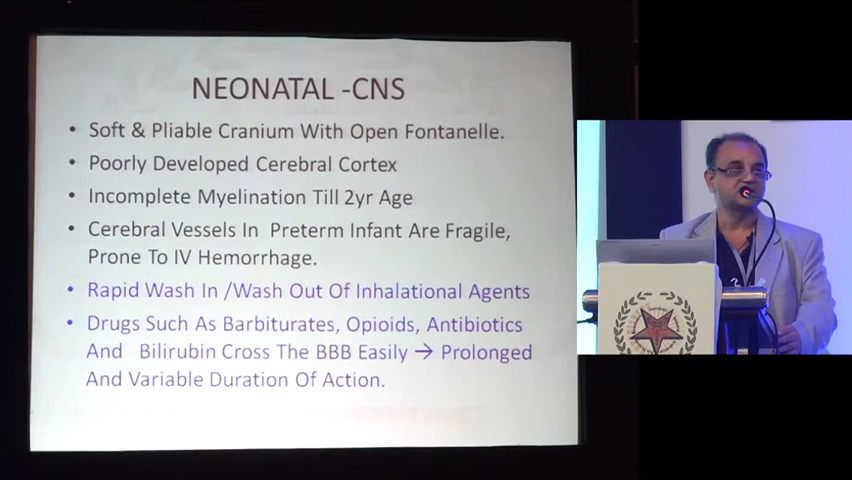 NEONATAL -CNS
• Soft & Pliable Cranium With Open Fontanelle.
• Poorly Developed Cerebral Cortex
• Incomplete Myelination Till 2yr Age
• Cerebral Vessels In Preterm Infant Are Fragile,
Prone To IV Hemorrhage.
• Rapid Wash In /Wash Out Of Inhalational Agents
• Drugs Such As Barbiturates, Opioids, Antibiotics
And Bilirubin Cross The BBB Easily → Prolonged
And Variable Duration Of Action.